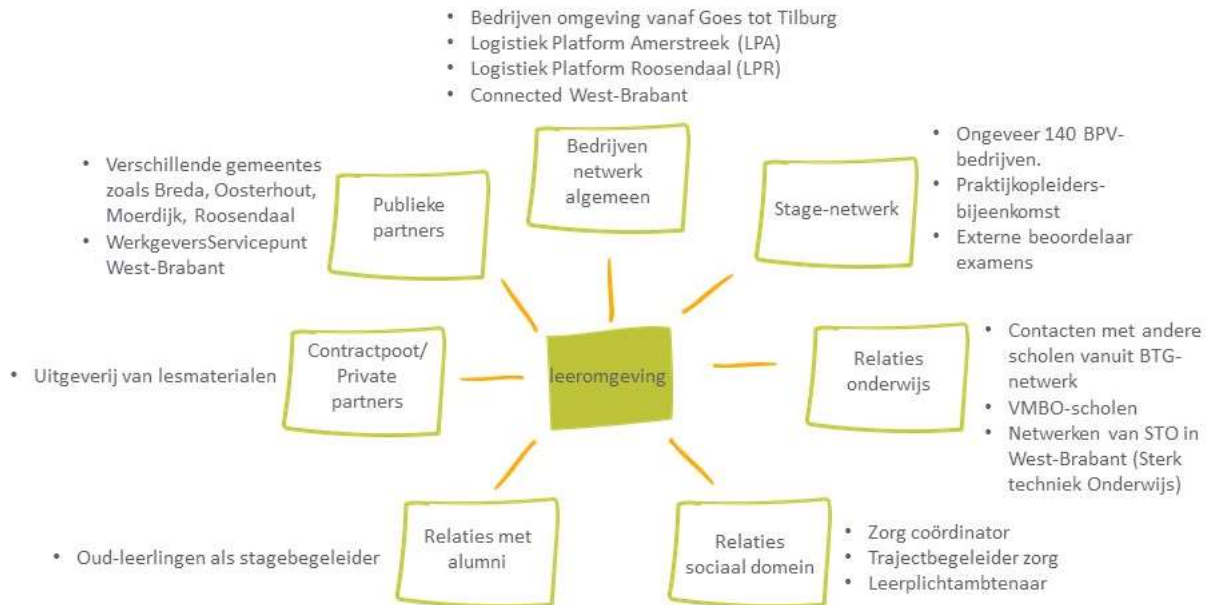 • Bedrijven omgeving vanaf Goes tot Tilburg
• Logistiek Platform Amerstreek (LPA)
• Logistiek Platform Roosendaal (LPR)
• Connected West-Brabant
Bedrijven
netwerk
algemeen
• Verschillende gemeentes
zoals Breda, Oosterhout,
Moerdijk, Roosendaal
• WerkgeversServicepunt
West-Brabant
Publieke
partners
Stage-netwerk
• Ongeveer 140 BPV-
bedrijven.
• Praktijkopleiders-
bijeenkomst
• Externe beoordelaar
examens
• Uitgeverij van lesmaterialen
Contractpoot/
Private
partners
leeromgeving
Relaties
onderwijs
• Contacten met andere
scholen vanuit BTG-
netwerk
• VMBO-scholen
• Netwerken van STO in
West-Brabant (Sterk
techniek Onderwijs)
• Oud-leerlingen als stagebegeleider
Relaties met
alumni
Relaties
sociaal domein
• Zorg coördinator
• Trajectbegeleider zorg
• Leerplichtambtenaar